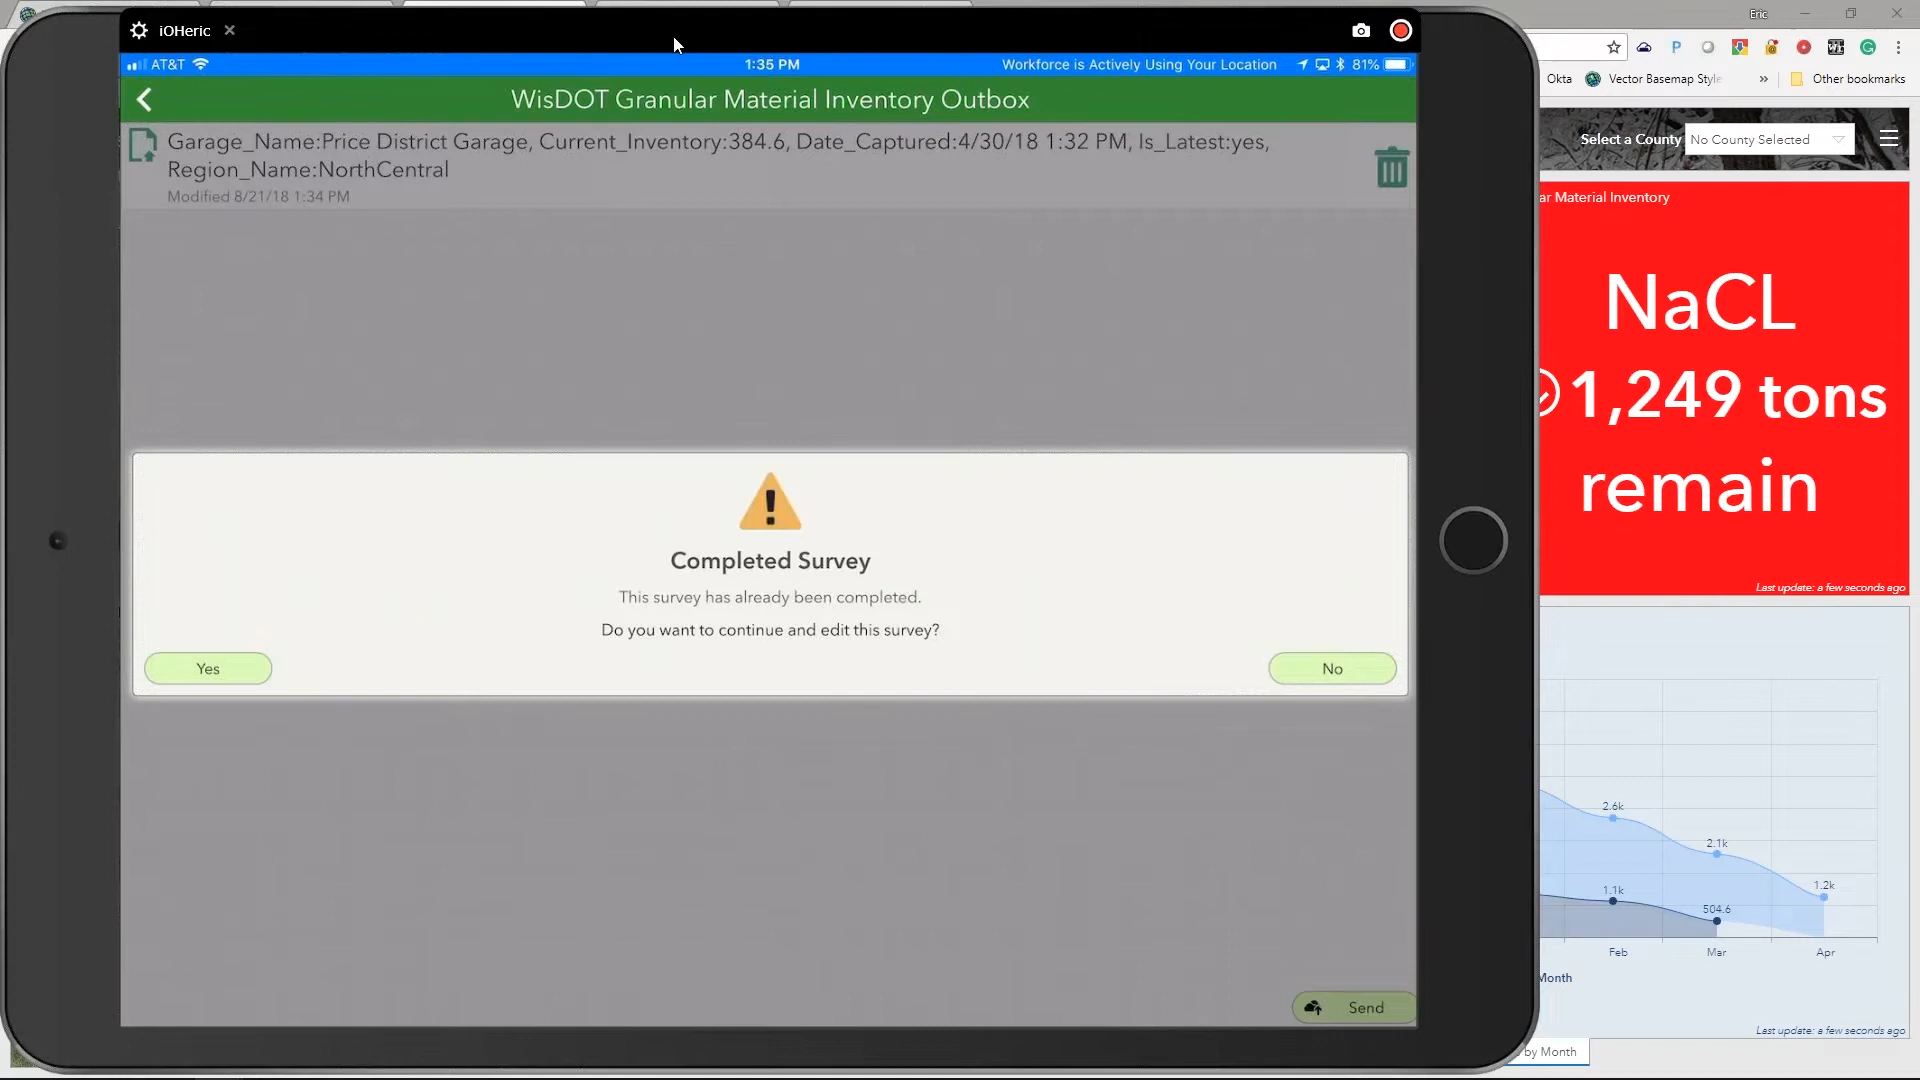 iOHeric
Eric
AT&T
1:35 PM
Workforce is Actively Using Your Location
81%
Okta
Vector Basemap Style
»
Other bookmarks
WisDOT Granular Material Inventory Outbox
Garage_Name:Price District Garage, Current_Inventory:384.6, Date_Captured:4/30/18 1:32 PM, Is_Latest:yes,
Region_Name:NorthCentral
Modified 8/21/18 1:34 PM
Select a County
No County Selected
ar Material Inventory
NaCL
1,249 tons
remain
Last update: a few seconds ago
Completed Survey
This survey has already been completed.
Do you want to continue and edit this survey?
Yes
No
Send
2.6k
2.1k
1.2k
1.1k
504.6
Feb
Mar
Apr
Month
Last update: a few seconds ago
by Month